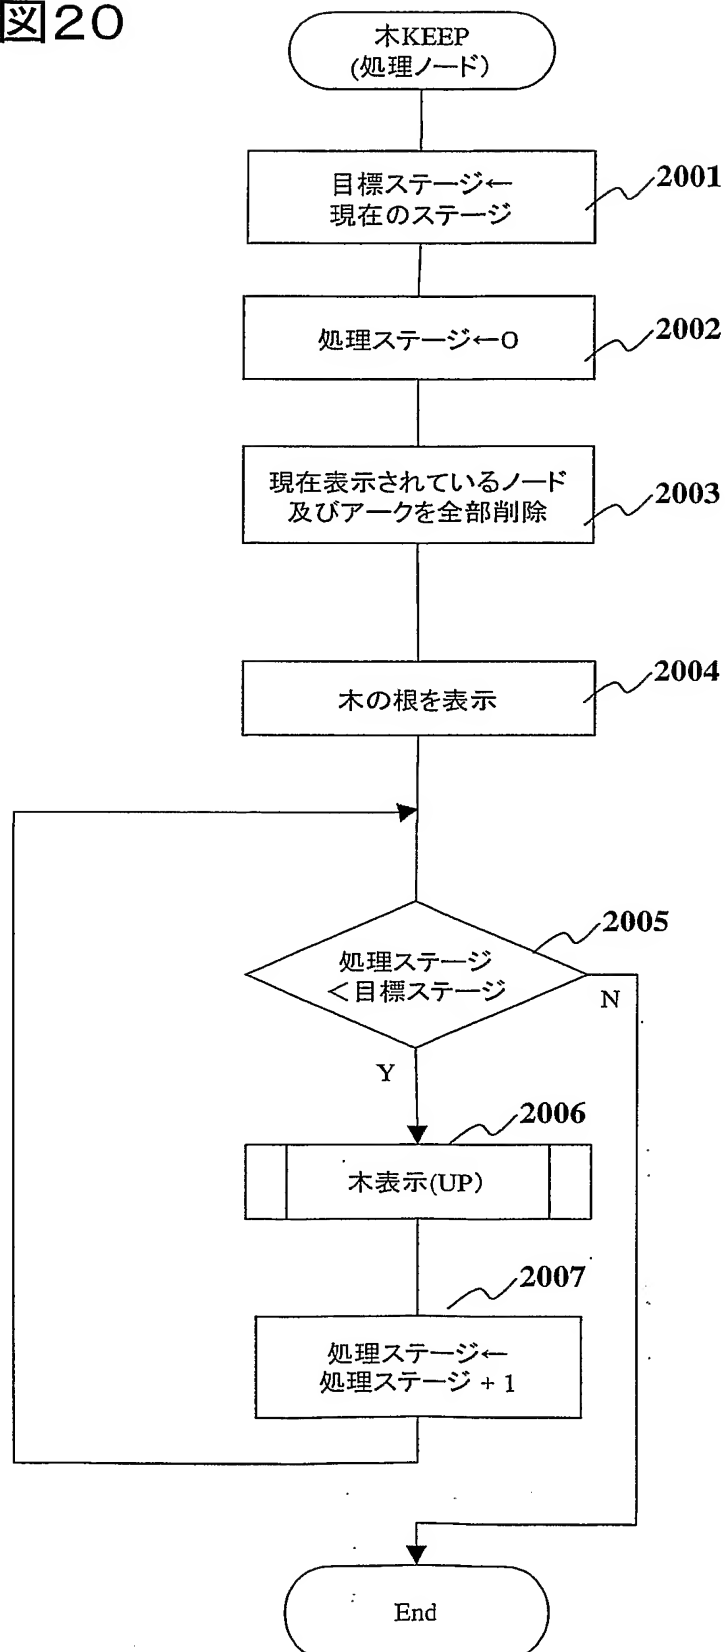 図20
木KEEP
(処理ノード)
目標ステージ←
現在のステージ
2001
処理ステージ←0
2002
現在表示されているノード
及びアークを全部削除
2003
木の根を表示
2004
2005
処理ステージ
<目標ステージ
N
Y
2006
木表示(UP)
2007
処理ステージ←
処理ステージ + 1
End